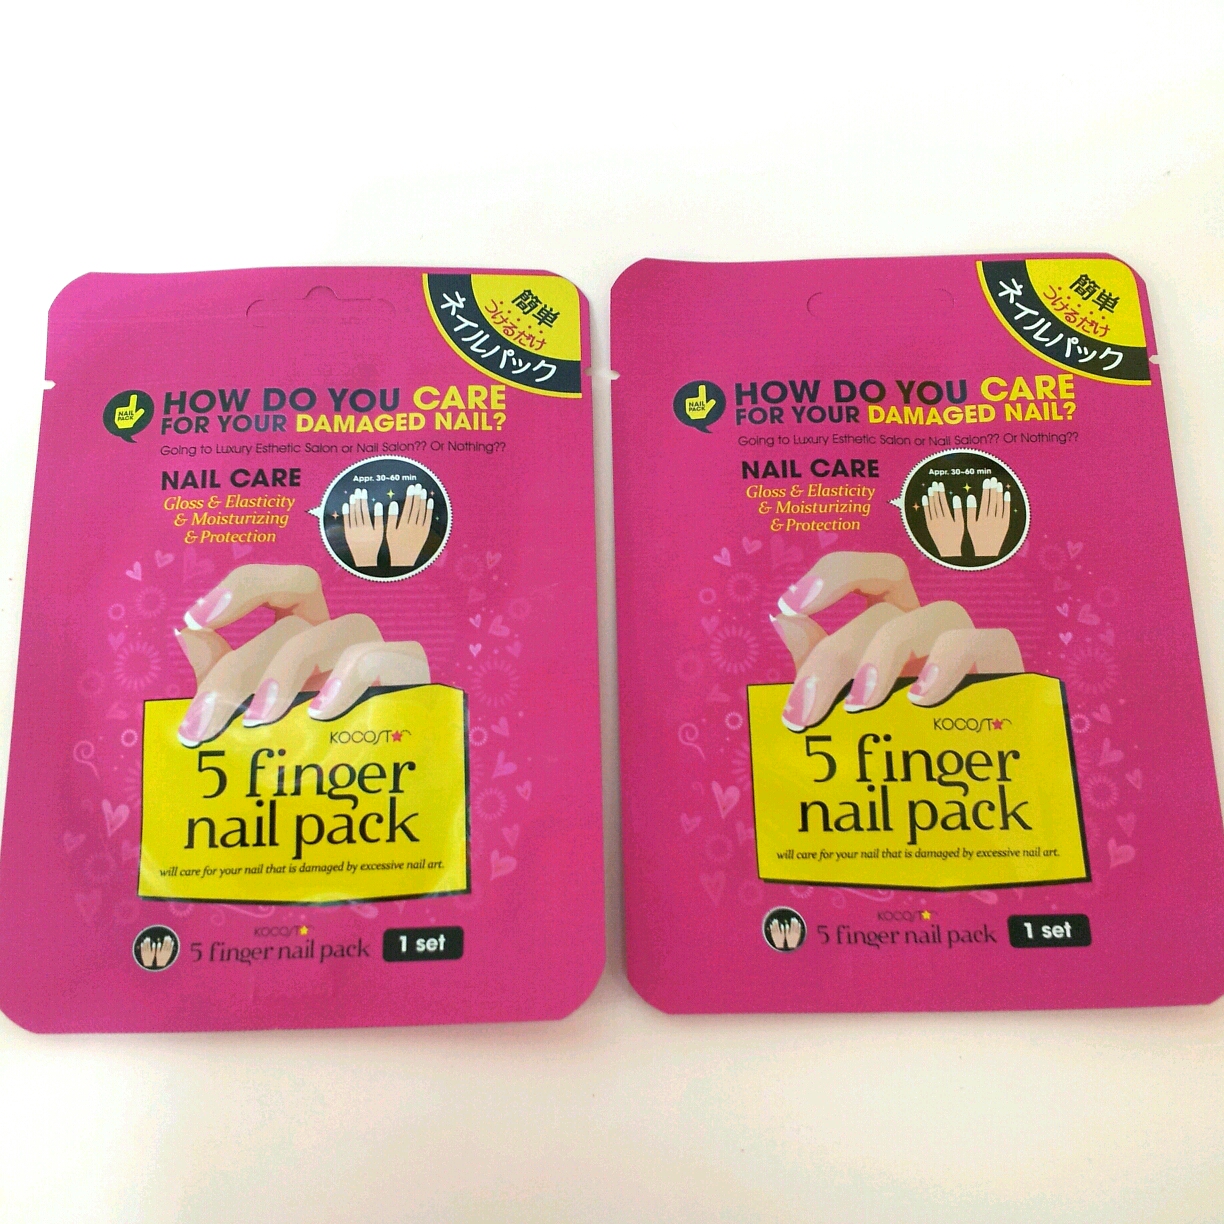 簡単
つけるだけ
ネイルパック
NAIL
PACK
HOW DO YOU CARE
FOR YOUR DAMAGED NAIL?
Going to Luxury Esthetic Salon or Nail Salon?? Or Nothing??
NAIL CARE
Gloss & Elasticity
& Moisturizing
& Protection
Appr. 30~60 min
KOCOSTAR
5 finger
nail pack
will care for your nail that is damaged by excessive nail art.
KOCOSTAR
5 finger nail pack
1 set
簡単
つけるだけ
ネイルパック
NAIL
PACK
HOW DO YOU CARE
FOR YOUR DAMAGED NAIL?
Going to Luxury Esthetic Salon or Nail Salon?? Or Nothing??
NAIL CARE
Gloss & Elasticity
& Moisturizing
& Protection
Appr. 30~60 min
KOCOSTAR
5 finger
nail pack
will care for your nail that is damaged by excessive nail art.
KOCOSTAR
5 finger nail pack
1 set